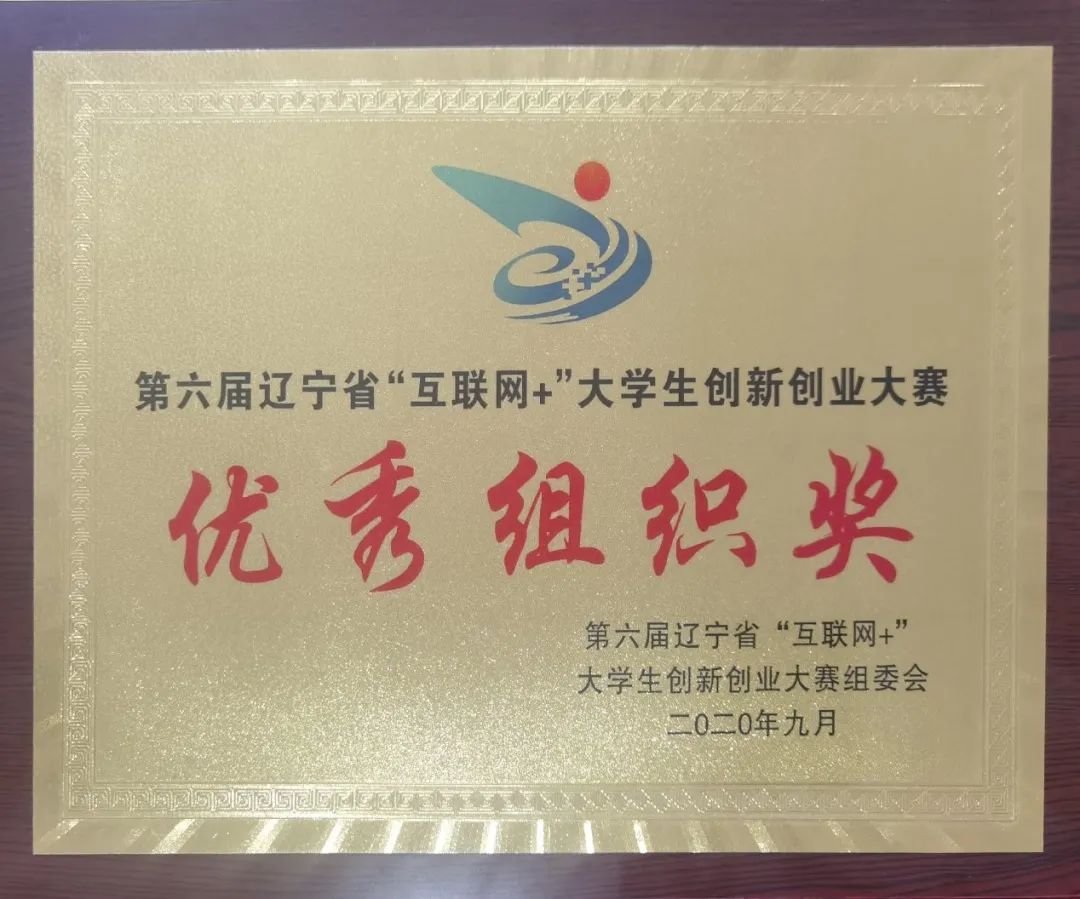 第六届辽宁省“互联网+”大学生创新创业大赛
优秀组织奖
第六届辽宁省“互联网+”
大学生创新创业大赛组委会
二0二0年九月